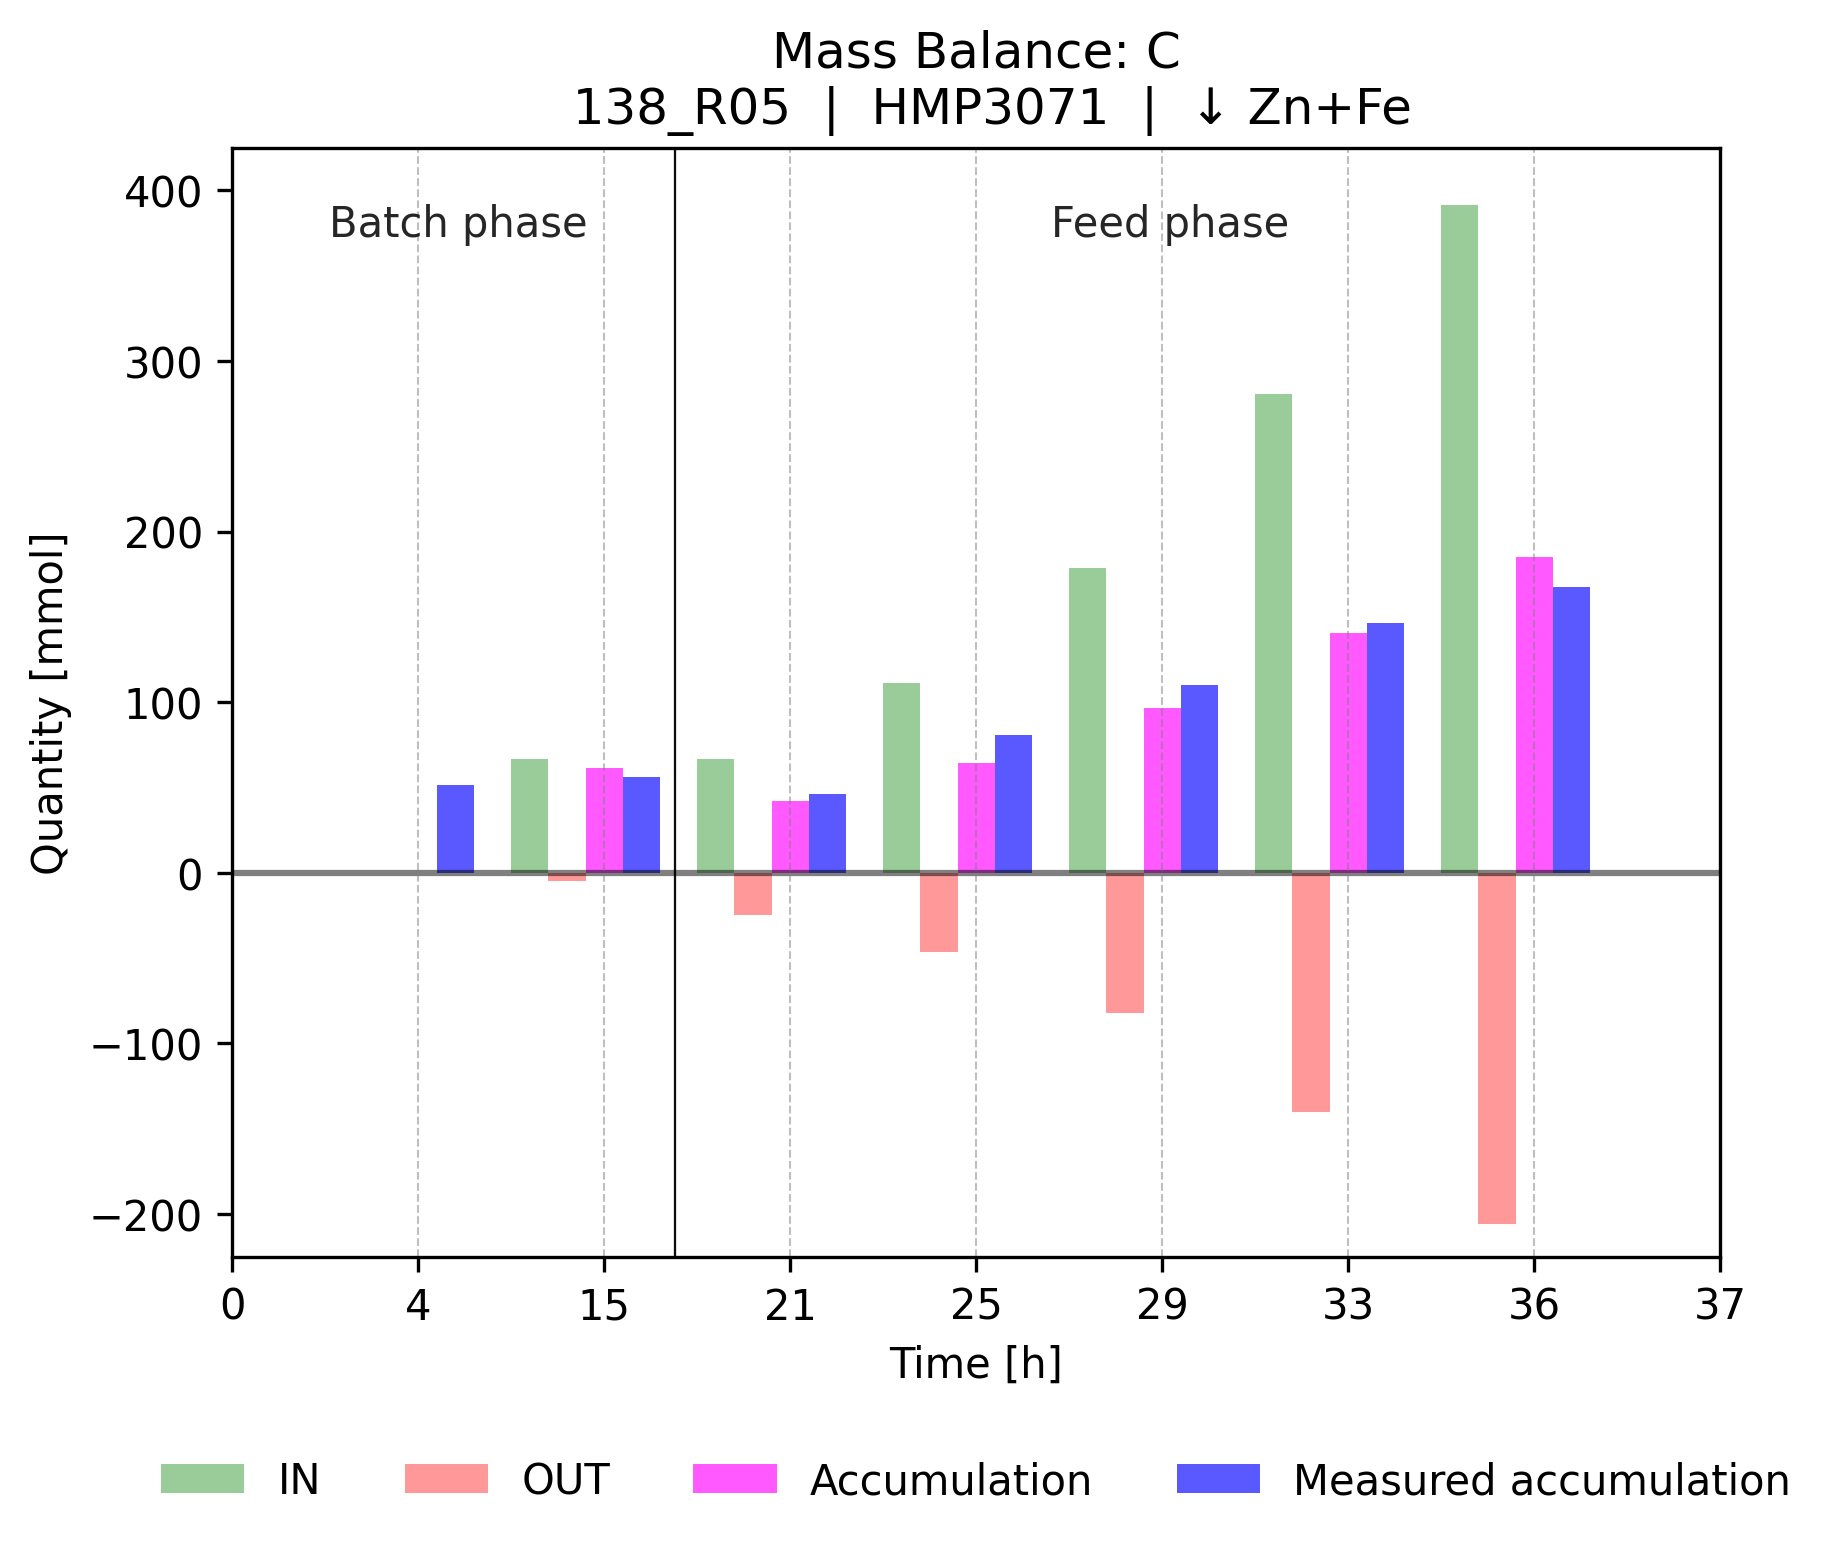 Mass Balance: C
138_R05 | HMP3071 | ↓ Zn+Fe
Batch phase
Feed phase
400
300
200
100
0
−100
−200
Quantity [mmol]
0 4 15 21 25 29 33 36 37
Time [h]
IN OUT Accumulation Measured accumulation